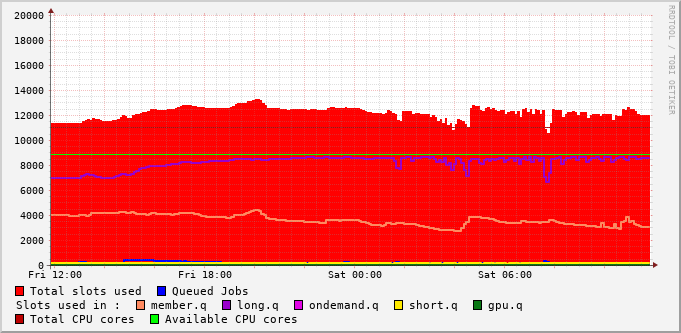 20000
18000
16000
14000
12000
10000
8000
6000
4000
2000
0
Fri 12:00 Fri 18:00 Sat 00:00 Sat 06:00
RRDTOOL / TOBI OETIKER
Total slots used Queued Jobs
Slots used in : member.q long.q ondemand.q short.q gpu.q
Total CPU cores Available CPU cores